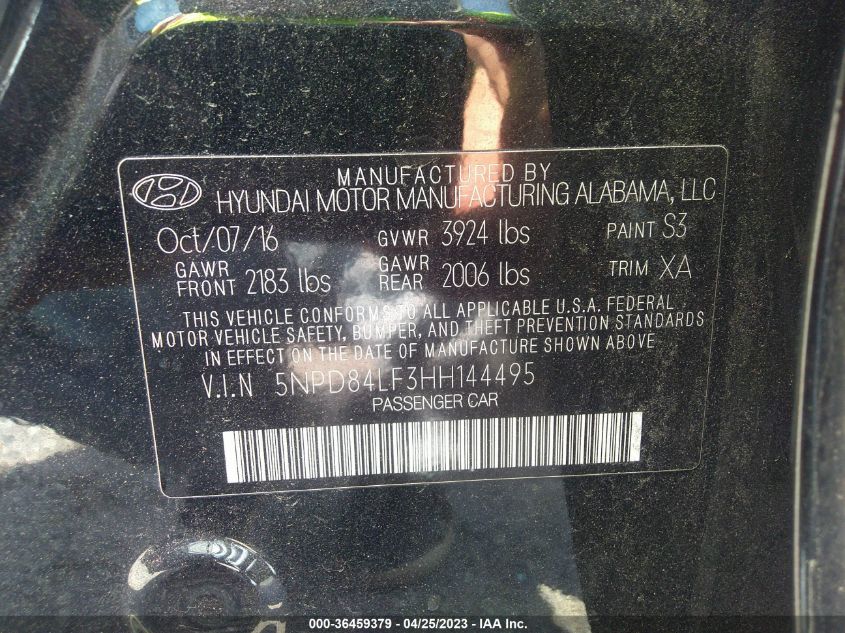 MANUFACTURED BY
HYUNDAI MOTOR MANUFACTURING ALABAMA, LLC
Oct/07/16 GVWR 3924 lbs PAINT S3
GAWR FRONT 2183 lbs GAWR REAR 2006 lbs TRIM XA
THIS VEHICLE CONFORMS TO ALL APPLICABLE U.S.A. FEDERAL
MOTOR VEHICLE SAFETY, BUMPER, AND THEFT PREVENTION STANDARDS
IN EFFECT ON THE DATE OF MANUFACTURE SHOWN ABOVE
V.I.N 5NPD84LF3HH144495
PASSENGER CAR
000-36459379 - 04/25/2023 - IAA Inc.